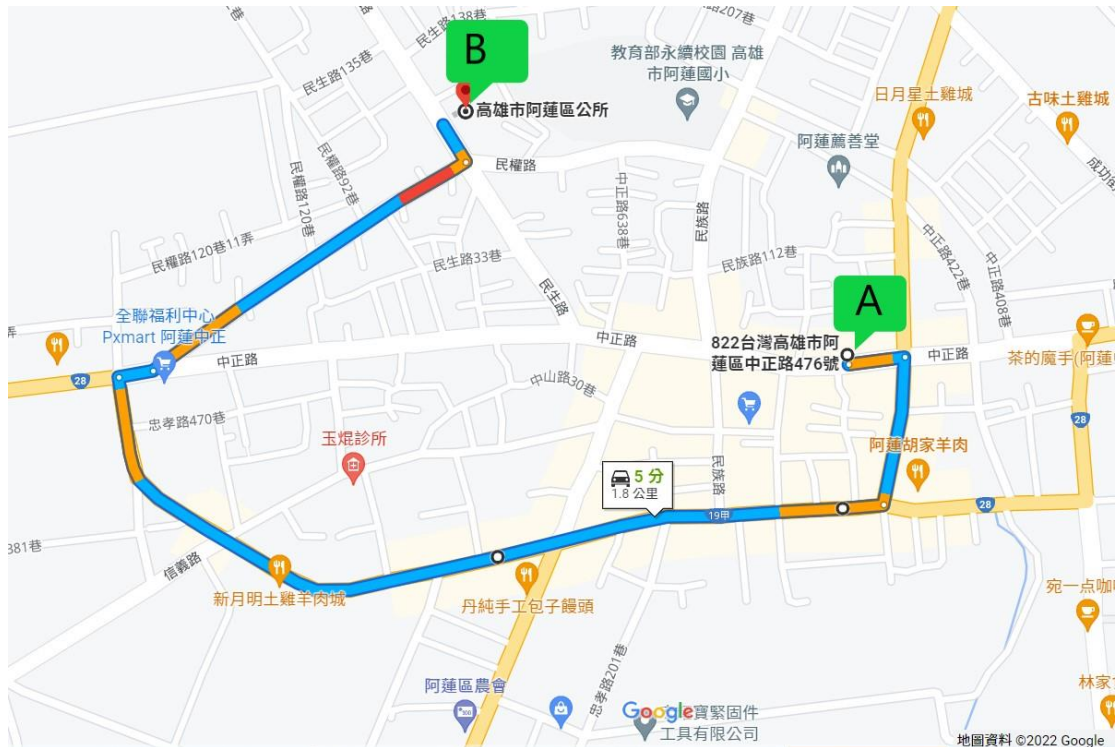 民生路138巷
207巷
民生路135巷
B
教育部永續校園 高雄
市阿蓮國小
日月星土雞城
古味土雞城
高雄市阿蓮區公所
阿蓮薦善堂
民權路
民權路92巷
民權路120巷
中正路638巷
民族路
中正路422巷
中正路408巷
民權路120巷11弄
民生路33巷
民族路112巷
民生路
A
全聯福利中心
Pxmart 阿蓮中正
中正路
中正路
822台灣高雄市阿
蓮區中正路476號
中正路
茶的魔手(阿蓮
28
中山路30巷
忠孝路470巷
28
玉焜診所
阿蓮胡家羊肉
民族路
5 分
1.8 公里
19甲
28
381巷
信義路
新月明土雞羊肉城
丹純手工包子饅頭
宛一点咖
阿蓮區農會
忠孝路201巷
林家
Google
寶緊固件
工具有限公司
地圖資料 ©2022 Google